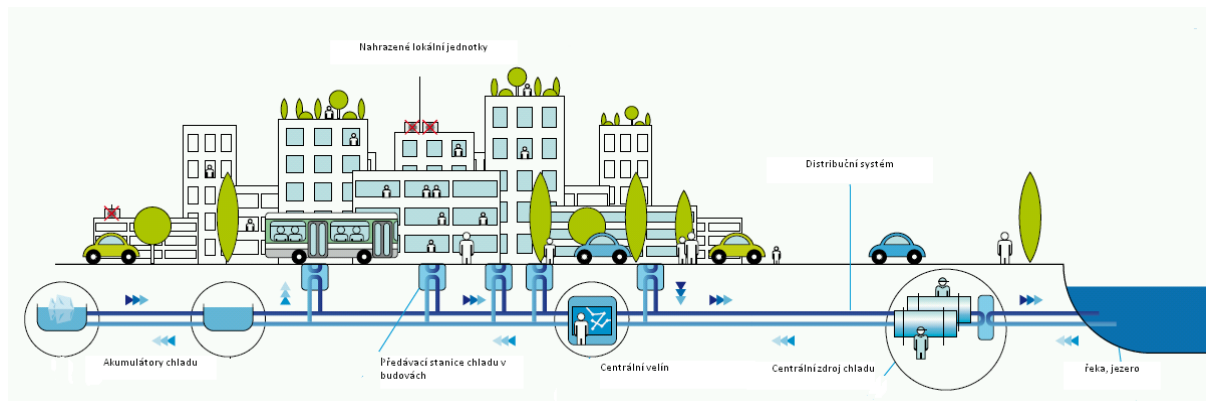 Nahrazené lokální jednotky
Distribuční systém
Akumulátory chladu
Předávací stanice chladu v
budovách
Centrální velín
Centrální zdroj chladu
řeka, jezero